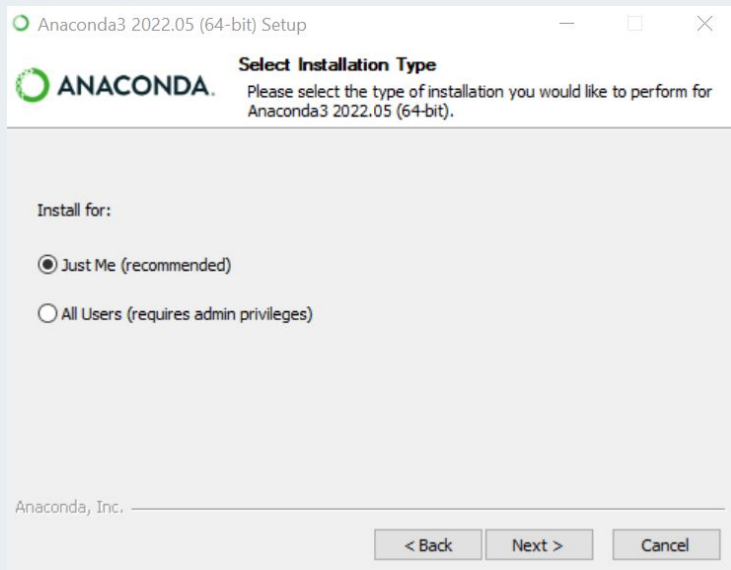 Anaconda3 2022.05 (64-bit) Setup
ANACONDA.
Select Installation Type
Please select the type of installation you would like to perform for
Anaconda3 2022.05 (64-bit).
Install for:
Just Me (recommended)
All Users (requires admin privileges)
Anaconda, Inc.
< Back Next > Cancel